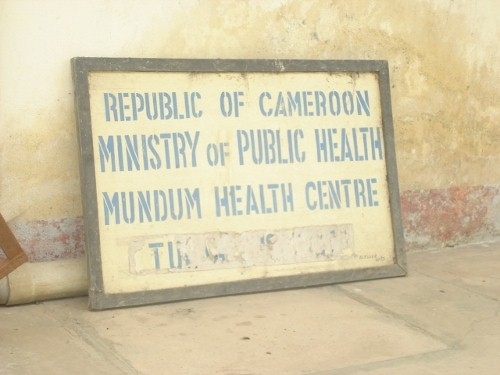 REPUBLIC OF CAMEROON
MINISTRY OF PUBLIC HEALTH
MUNDUM HEALTH CENTRE